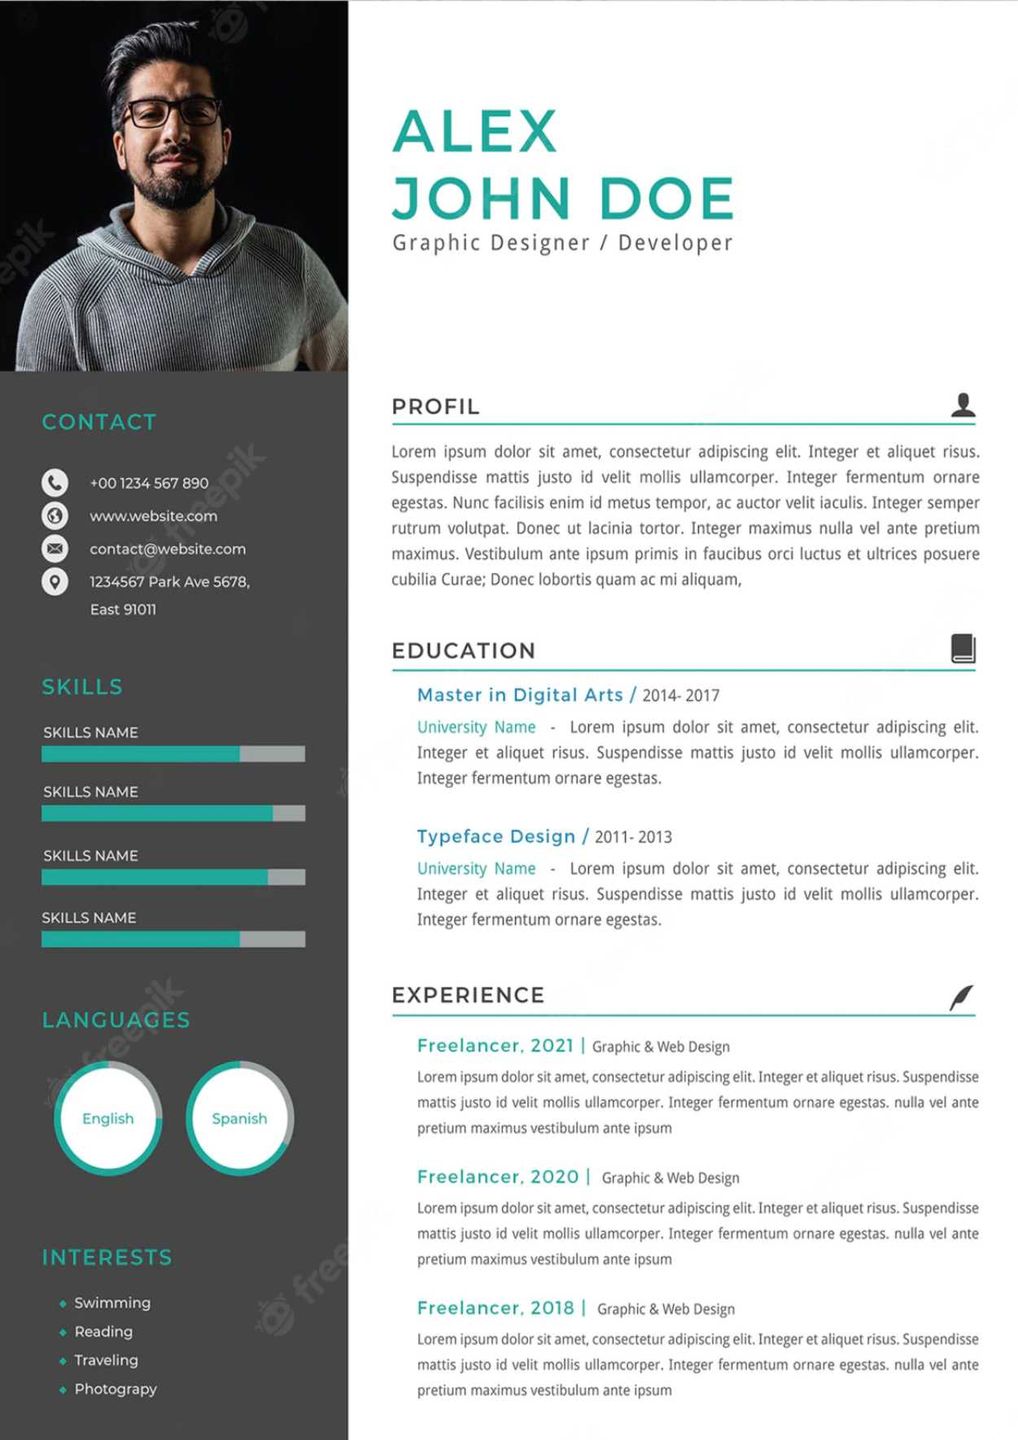 ALEX
JOHN DOE
Graphic Designer / Developer
CONTACT
+00 1234 567 890
www.website.com
contact@website.com
1234567 Park Ave 5678,
East 91011
SKILLS
SKILLS NAME
SKILLS NAME
SKILLS NAME
SKILLS NAME
LANGUAGES
English
Spanish
INTERESTS
Swimming
Reading
Traveling
Photograpy
PROFIL
Lorem ipsum dolor sit amet, consectetur adipiscing elit. Integer et aliquet risus.
Suspendisse mattis justo id velit mollis ullamcorper. Integer fermentum ornare
egestas. Nunc facilisis enim id metus tempor, ac auctor velit iaculis. Integer semper
rutrum volutpat. Donec ut lacinia tortor. Integer maximus nulla vel ante pretium
maximus. Vestibulum ante ipsum primis in faucibus orci luctus et ultrices posuere
cubilia Curae; Donec lobortis quam ac mi aliquam,
EDUCATION
Master in Digital Arts / 2014- 2017
University Name - Lorem ipsum dolor sit amet, consectetur adipiscing elit.
Integer et aliquet risus. Suspendisse mattis justo id velit mollis ullamcorper.
Integer fermentum ornare egestas.
Typeface Design / 2011- 2013
University Name - Lorem ipsum dolor sit amet, consectetur adipiscing elit.
Integer et aliquet risus. Suspendisse mattis justo id velit mollis ullamcorper.
Integer fermentum ornare egestas.
EXPERIENCE
Freelancer, 2021 | Graphic & Web Design
Lorem ipsum dolor sit amet, consectetur adipiscing elit. Integer et aliquet risus. Suspendisse
mattis justo id velit mollis ullamcorper. Integer fermentum ornare egestas. nulla vel ante
pretium maximus vestibulum ante ipsum
Freelancer, 2020 | Graphic & Web Design
Lorem ipsum dolor sit amet, consectetur adipiscing elit. Integer et aliquet risus. Suspendisse
mattis justo id velit mollis ullamcorper. Integer fermentum ornare egestas. nulla vel ante
pretium maximus vestibulum ante ipsum
Freelancer, 2018 | Graphic & Web Design
Lorem ipsum dolor sit amet, consectetur adipiscing elit. Integer et aliquet risus. Suspendisse
mattis justo id velit mollis ullamcorper. Integer fermentum ornare egestas. nulla vel ante
pretium maximus vestibulum ante ipsum
freepik
freepik